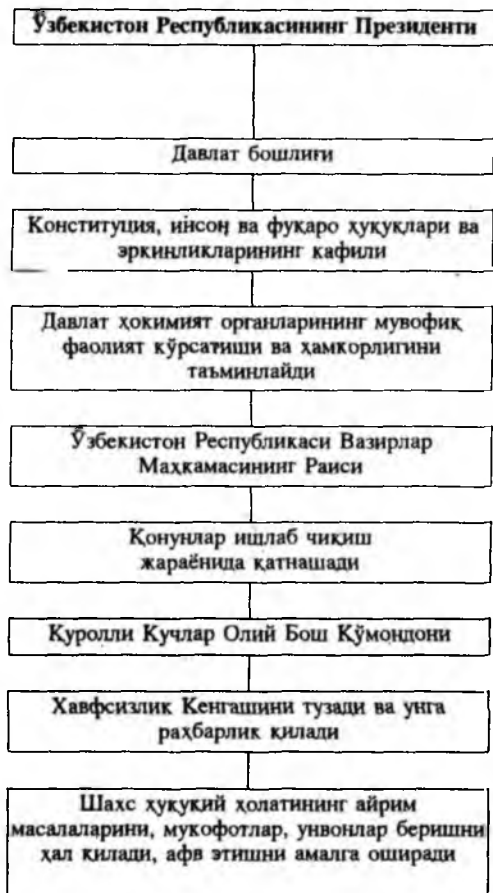 Ўзбекистон Республикасининг Президенти
Давлат бошлиғи
Конституция, инсон ва фуқаро ҳуқуқлари ва
эркинликларининг кафили
Давлат ҳокимият органларининг мувофиқ
фаолият кўрсатиши ва ҳамкорлигини
таъминлайди
Ўзбекистон Республикаси Вазирлар
Маҳкамасининг Раиси
Қонунлар ишлаб чиқиш
жараёнида қатнашади
Қуролли Кучлар Олий Бош Қўмондони
Хавфсизлик Кенгашини тузади ва унга
раҳбарлик қилади
Шахс ҳуқуқий ҳолатининг айрим
масалаларини, мукофотлар, унвонлар беришни
ҳал қилади, афв этишни амалга оширади